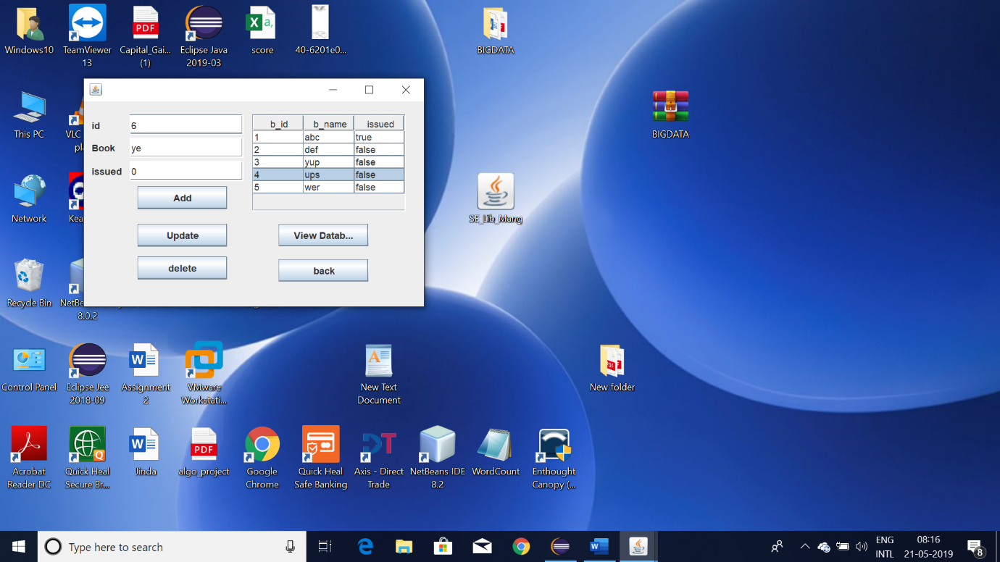 Windows10
TeamViewer
13
Capital_Gai...
(1)
Eclipse Java
2019-03
score
40-6201e0...
BIGDATA
This PC
VLC
pl
BIGDATA
id
6
Book
ye
issued
0
Add
Update
delete
b_id b_name issued
1 abc true
2 def false
3 yup false
4 ups false
5 wer false
View Datab...
back
Network
Kea
SE_Lib_Mang
Recycle Bin
NetBe
8.0.2
Control Panel
Eclipse Jee
2018-09
Assignment
2
VMware
Workstati...
New Text
Document
New folder
Acrobat
Reader DC
Quick Heal
Secure Br...
Jinda
algo_project
Google
Chrome
Quick Heal
Safe Banking
Axis - Direct
Trade
NetBeans IDE
8.2
WordCount
Enthought
Canopy (...
Type here to search
ENG
INTL
08:16
21-05-2019
8